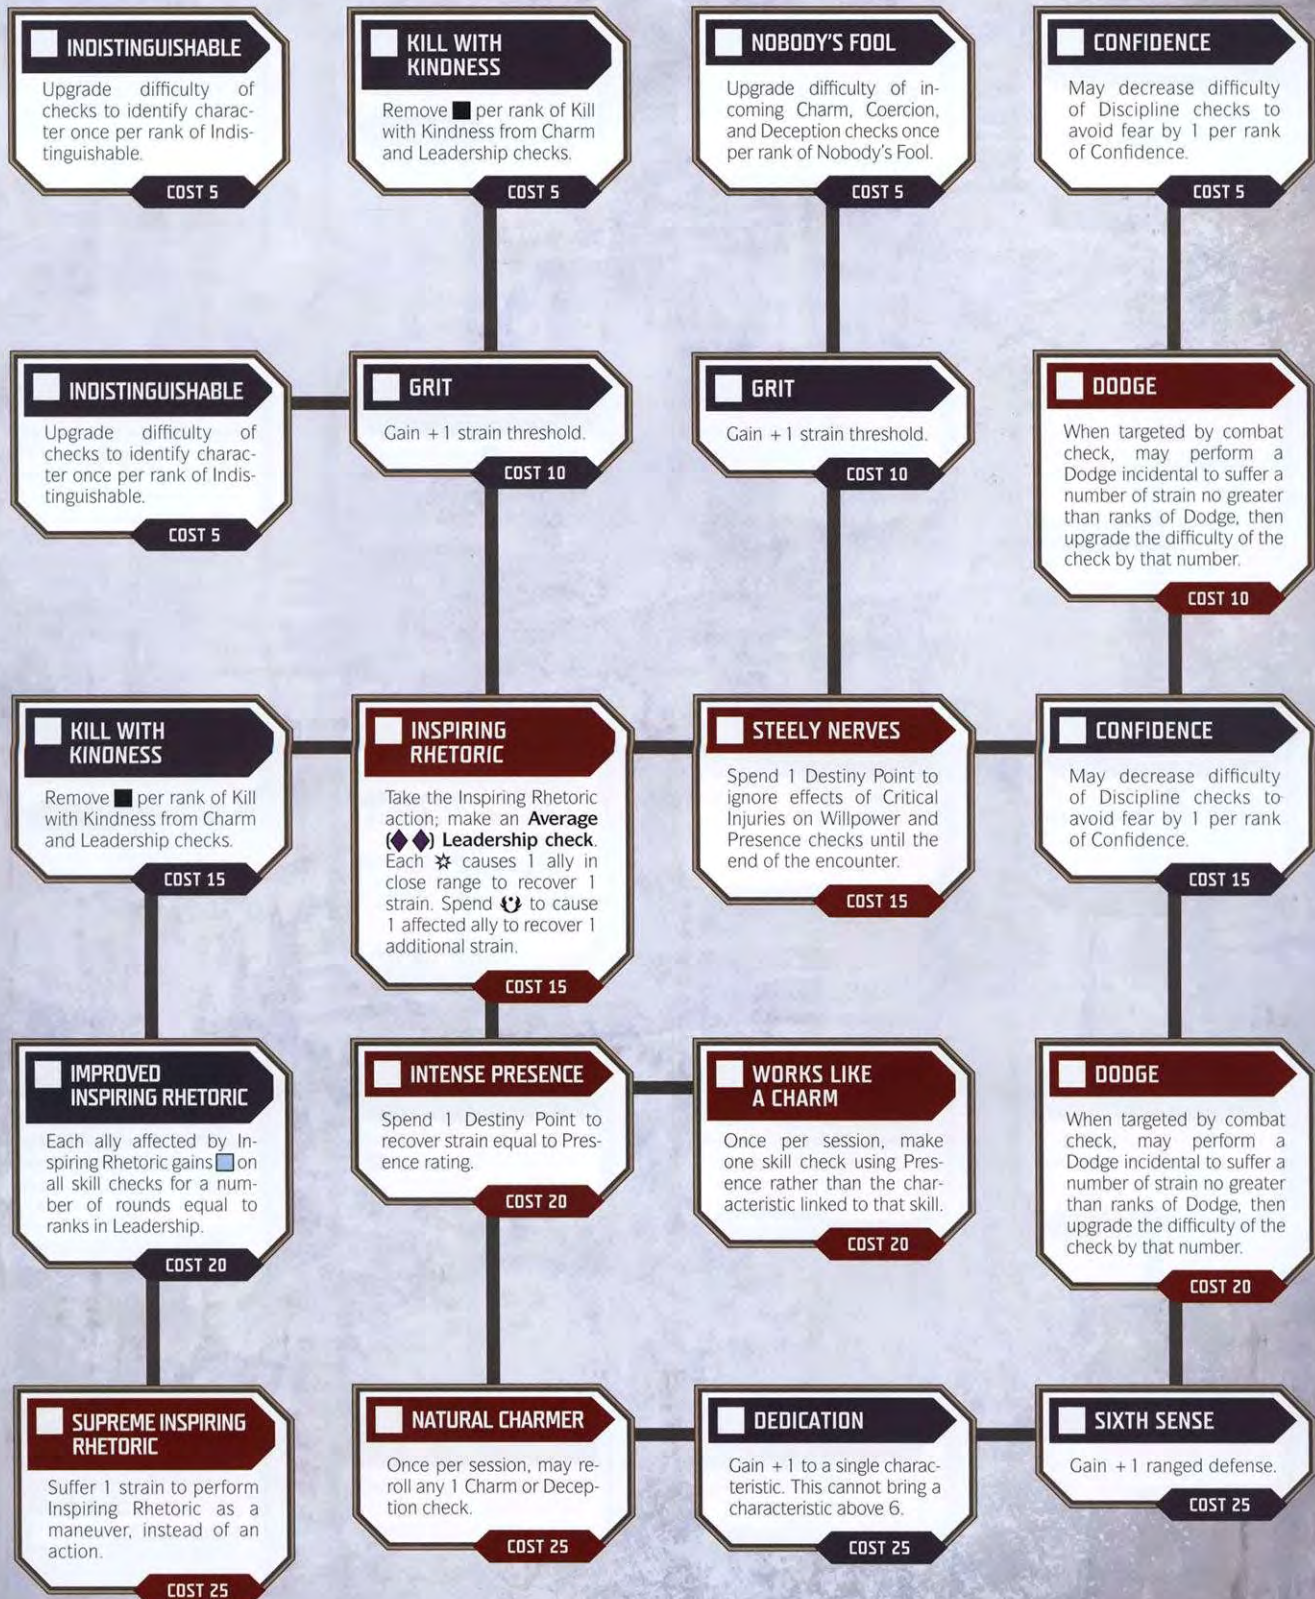 INDISTINGUISHABLE
Upgrade difficulty of
checks to identify charac-
ter once per rank of Indis-
tinguishable.
COST 5
KILL WITH
KINDNESS
Remove ■ per rank of Kill
with Kindness from Charm
and Leadership checks.
COST 5
NOBODY'S FOOL
Upgrade difficulty of in-
coming Charm, Coercion,
and Deception checks once
per rank of Nobody's Fool.
COST 5
CONFIDENCE
May decrease difficulty
of Discipline checks to
avoid fear by 1 per rank
of Confidence.
COST 5
INDISTINGUISHABLE
Upgrade difficulty of
checks to identify charac-
ter once per rank of Indis-
tinguishable.
COST 5
GRIT
Gain +1 strain threshold.
COST 10
GRIT
Gain +1 strain threshold.
COST 10
DODGE
When targeted by combat
check, may perform a
Dodge incidental to suffer a
number of strain no greater
than ranks of Dodge, then
upgrade the difficulty of the
check by that number.
COST 10
KILL WITH
KINDNESS
Remove ■ per rank of Kill
with Kindness from Charm
and Leadership checks.
COST 15
INSPIRING
RHETORIC
Take the Inspiring Rhetoric
action; make an Average
(◆ ◆) Leadership check.
Each causes 1 ally in
close range to recover 1
strain. Spend to cause
1 affected ally to recover 1
additional strain.
COST 15
STEELY NERVES
Spend 1 Destiny Point to
ignore effects of Critical
Injuries on Willpower and
Presence checks until the
end of the encounter.
COST 15
CONFIDENCE
May decrease difficulty
of Discipline checks to
avoid fear by 1 per rank
of Confidence.
COST 15
IMPROVED
INSPIRING RHETORIC
Each ally affected by In-
spiring Rhetoric gains on
all skill checks for a num-
ber of rounds equal to
ranks in Leadership.
COST 20
INTENSE PRESENCE
Spend 1 Destiny Point to
recover strain equal to Pres-
ence rating.
COST 20
WORKS LIKE
A CHARM
Once per session, make
one skill check using Pres-
ence rather than the char-
acteristic linked to that skill.
COST 20
DODGE
When targeted by combat
check, may perform a
Dodge incidental to suffer a
number of strain no greater
than ranks of Dodge, then
upgrade the difficulty of the
check by that number.
COST 20
SUPREME INSPIRING
RHETORIC
Suffer 1 strain to perform
Inspiring Rhetoric as a
maneuver, instead of an
action.
COST 25
NATURAL CHARMER
Once per session, may re-
roll any 1 Charm or Decep-
tion check.
COST 25
DEDICATION
Gain +1 to a single charac-
teristic. This cannot bring a
characteristic above 6.
COST 25
SIXTH SENSE
Gain +1 ranged defense.
COST 25